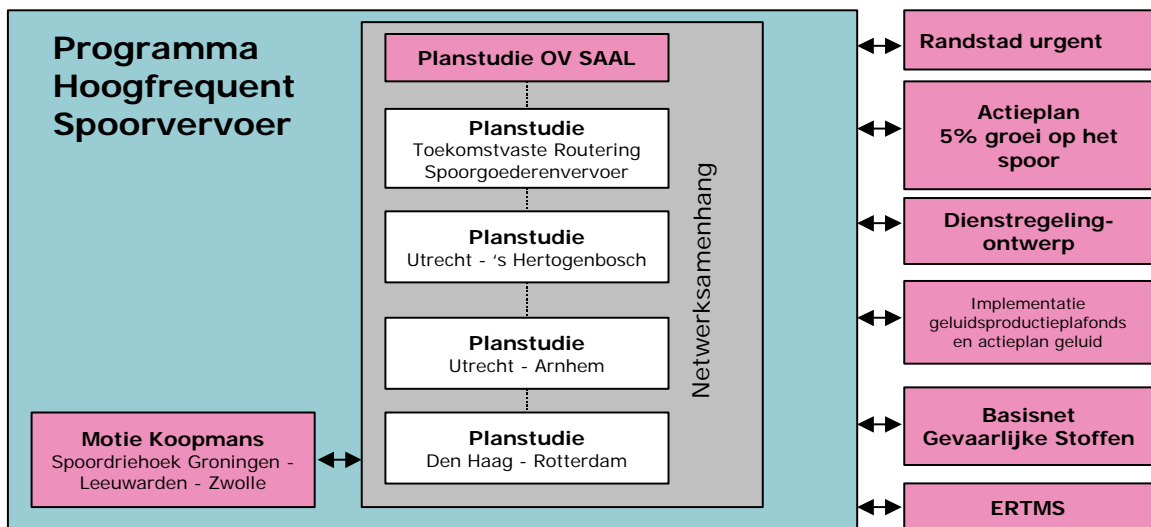 Programma
Hoogfrequent
Spoorvervoer
Planstudie OV SAAL
Planstudie
Toekomstvaste Routering
Spoorgoederenvervoer
Planstudie
Utrecht - ‘s Hertogenbosch
Planstudie
Utrecht - Arnhem
Planstudie
Den Haag - Rotterdam
Netwerksamenhang
Motie Koopmans
Spoordriehoek Groningen -
Leeuwarden - Zwolle
Randstad urgent
Actieplan
5% groei op het
spoor
Dienstregeling-
ontwerp
Implementatie
geluidsproductieplafonds
en actieplan geluid
Basisnet
Gevaarlijke Stoffen
ERTMS